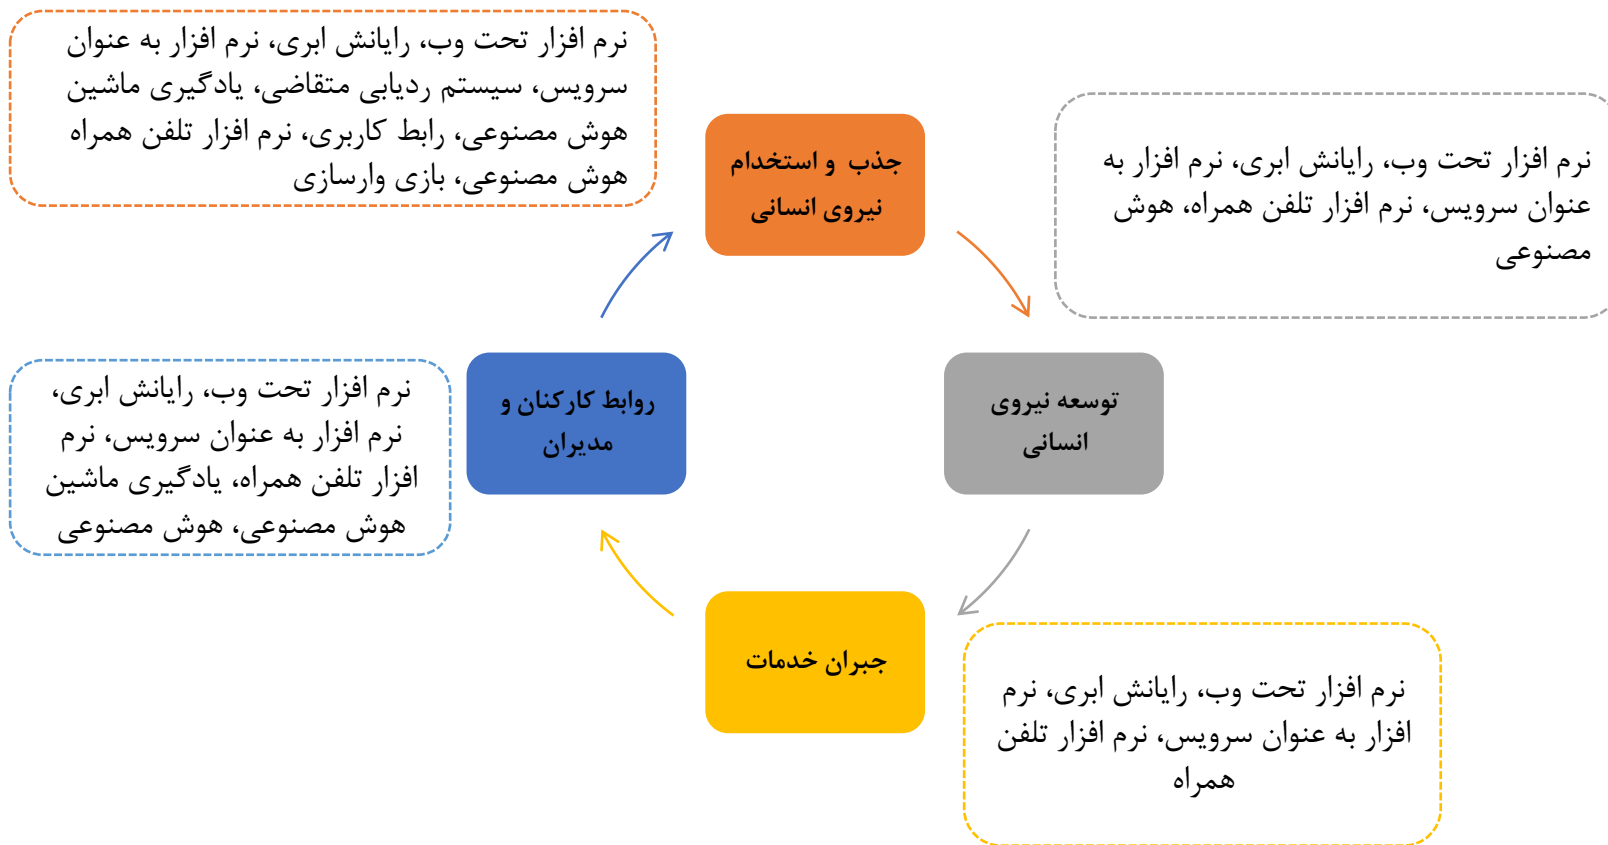 نرم افزار تحت وب، رایانش ابری، نرم افزار به عنوان
سرویس، سیستم ردیابی متقاضی، یادگیری ماشین
هوش مصنوعی، رابط کاربری، نرم افزار تلفن همراه
هوش مصنوعی، بازی وارسازی
جذب و استخدام
نیروی انسانی
نرم افزار تحت وب، رایانش ابری، نرم افزار به
عنوان سرویس، نرم افزار تلفن همراه، هوش
مصنوعی
توسعه نیروی
انسانی
نرم افزار تحت وب، رایانش ابری، نرم
افزار به عنوان سرویس، نرم افزار تلفن
همراه
جبران خدمات
روابط کارکنان و
مدیران
نرم افزار تحت وب، رایانش ابری،
نرم افزار به عنوان سرویس، نرم
افزار تلفن همراه، یادگیری ماشین
هوش مصنوعی، هوش مصنوعی